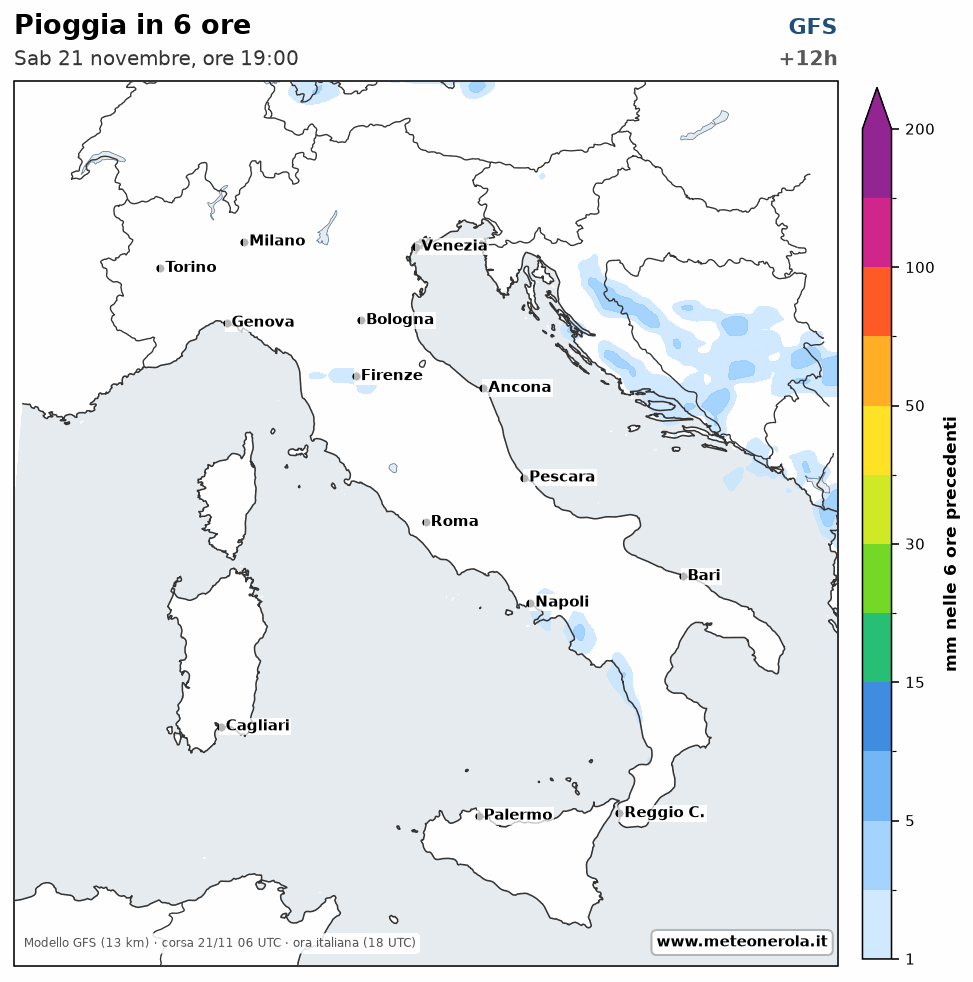 Pioggia in 6 ore
GFS
Sab 21 novembre, ore 19:00
+12h
Milano
Venezia
Torino
Genova
Bologna
Firenze
Ancona
Pescara
Roma
Bari
Napoli
Cagliari
Palermo
Reggio C.
Modello GFS (13 km) · corsa 21/11 06 UTC · ora italiana (18 UTC)
www.meteonerola.it
200
100
50
30
15
5
1
mm nelle 6 ore precedenti